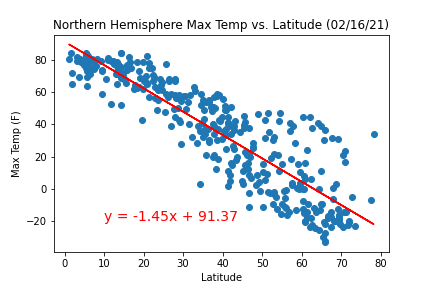 Northern Hemisphere Max Temp vs. Latitude (02/16/21)
80
60
40
20
0
−20
Max Temp (F)
y = -1.45x + 91.37
0 10 20 30 40 50 60 70 80
Latitude